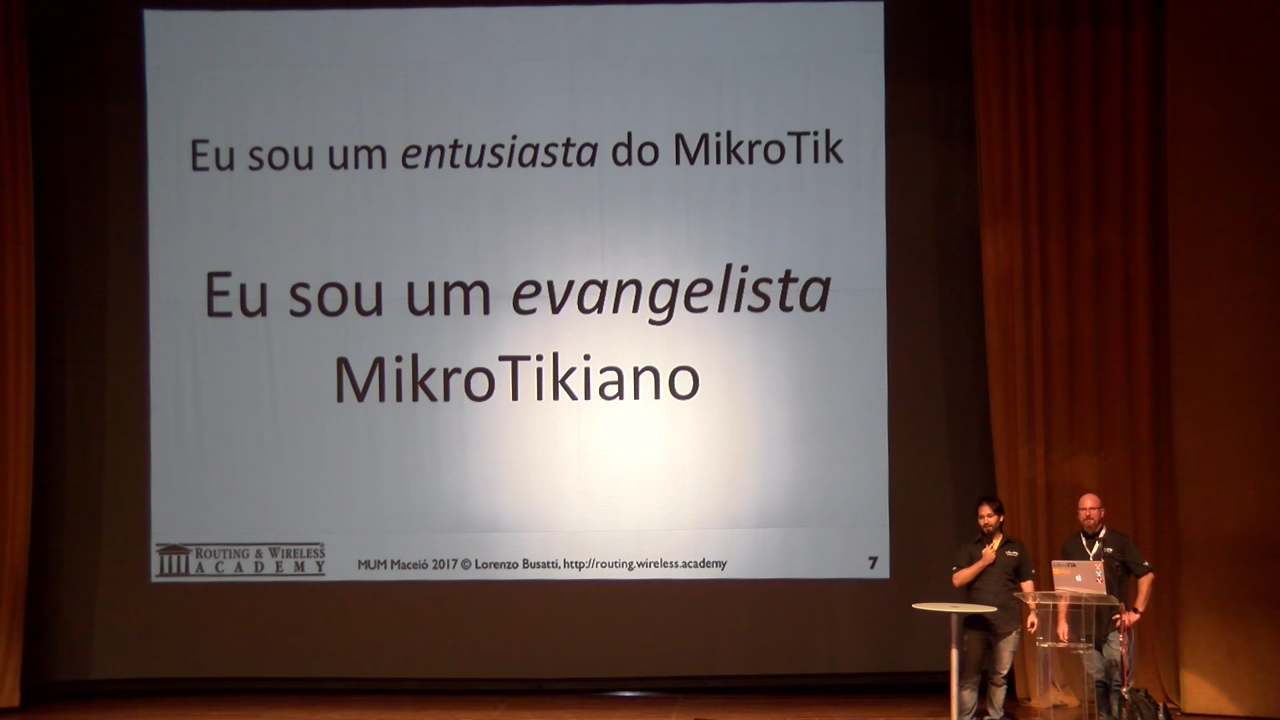 Eu sou um entusiasta do MikroTik
Eu sou um evangelista
MikroTikiano
ROUTING & WIRELESS
ACADEMY
MUM Maceió 2017 © Lorenzo Busatti, http://routing.wireless.academy
7